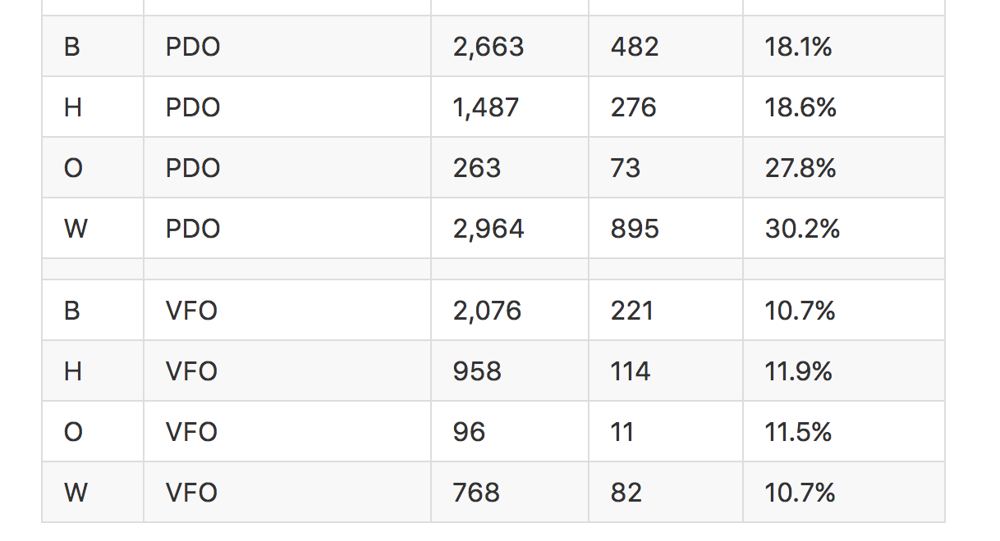 B PDO 2,663 482 18.1%
H PDO 1,487 276 18.6%
O PDO 263 73 27.8%
W PDO 2,964 895 30.2%
B VFO 2,076 221 10.7%
H VFO 958 114 11.9%
O VFO 96 11 11.5%
W VFO 768 82 10.7%